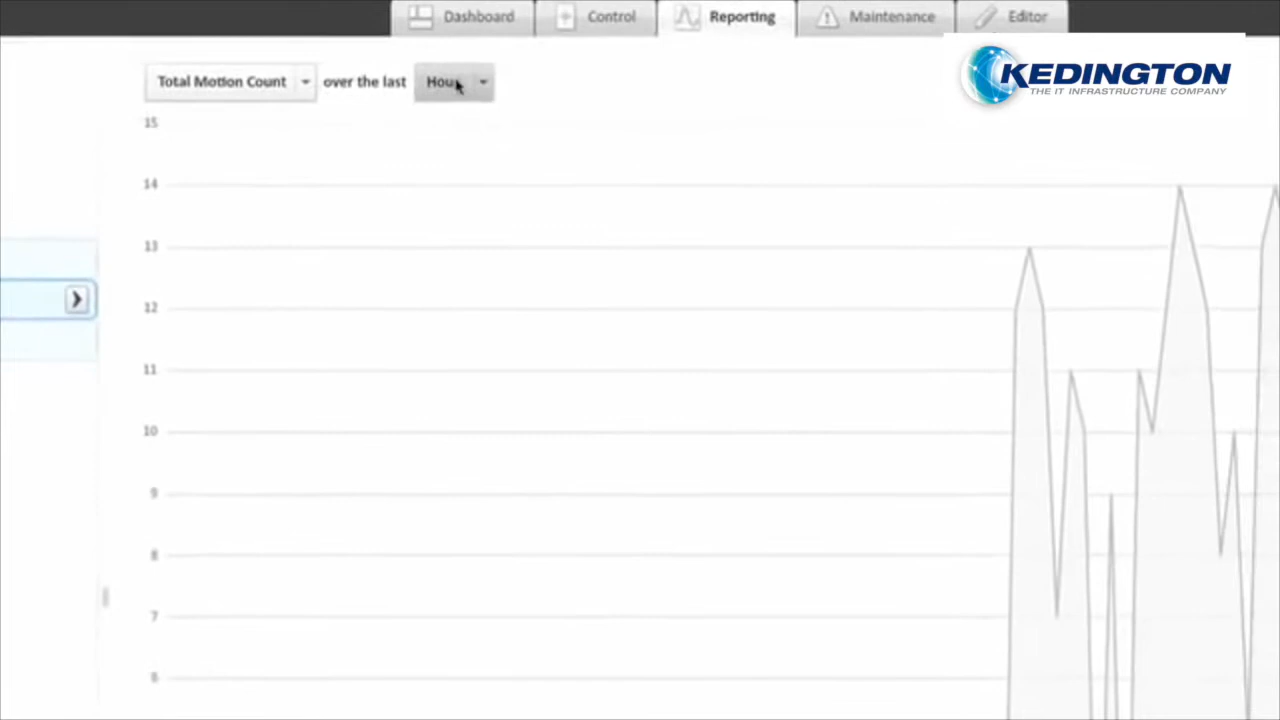 Dashboard Control Reporting Maintenance Editor
KEDINGTON
THE IT INFRASTRUCTURE COMPANY
Total Motion Count over the last
15
14
13
12
11
10
9
8
7
6